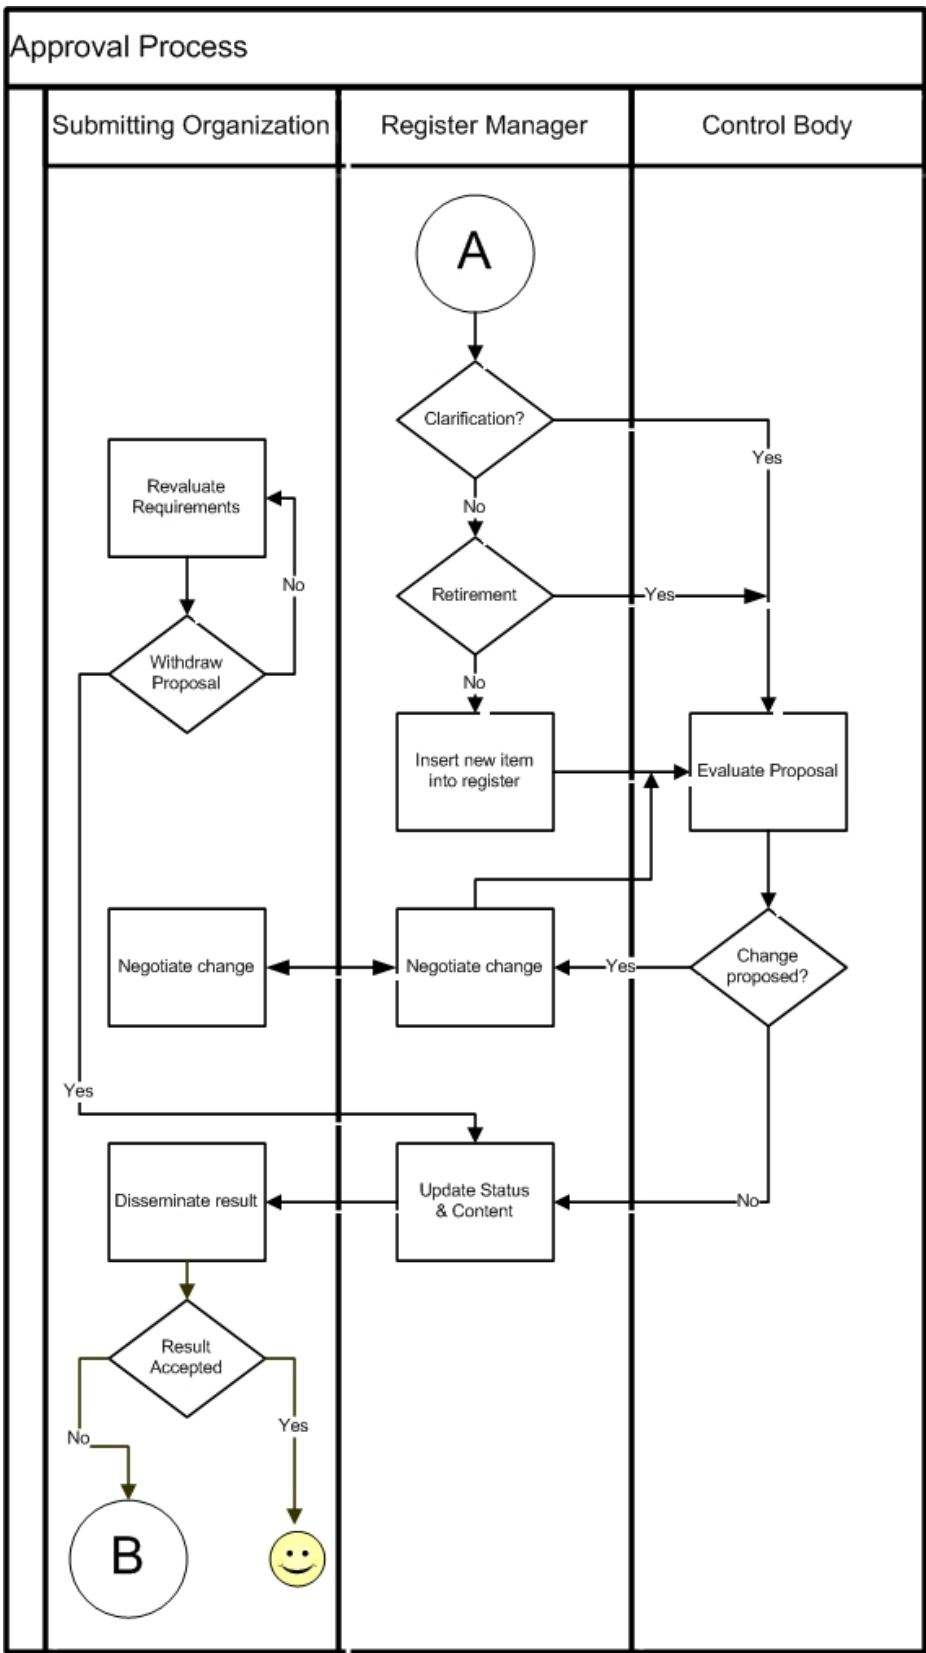 Approval Process
Submitting Organization
Register Manager
Control Body
A
Clarification?
Yes
Revaluate
Requirements
No
No
Retirement
Yes
Withdraw
Proposal
No
Insert new item
into register
Evaluate Proposal
Negotiate change
Negotiate change
Yes
Change
proposed?
Yes
Disseminate result
Update Status
& Content
No
Result
Accepted
No
Yes
B